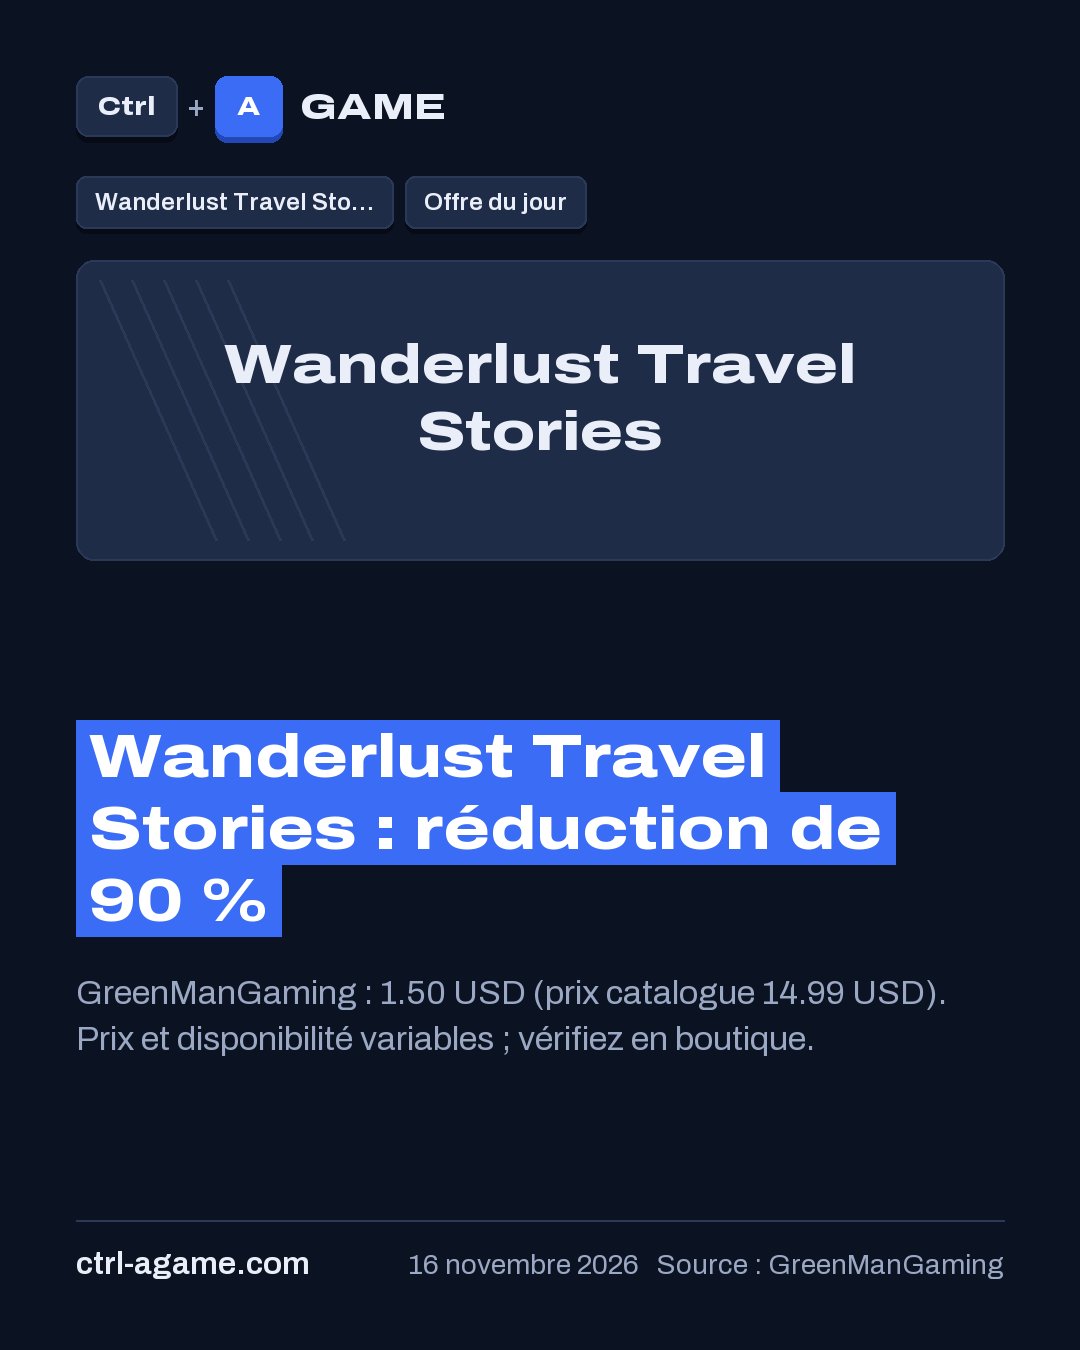 Ctrl + A GAME
Wanderlust Travel Sto... Offre du jour
Wanderlust Travel
Stories
Wanderlust Travel
Stories : réduction de
90 %
GreenManGaming : 1.50 USD (prix catalogue 14.99 USD).
Prix et disponibilité variables ; vérifiez en boutique.
ctrl-agame.com 16 novembre 2026 Source : GreenManGaming